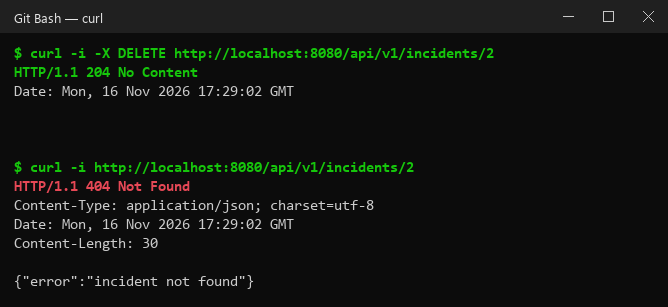 Git Bash — curl
$ curl -i -X DELETE http://localhost:8080/api/v1/incidents/2
HTTP/1.1 204 No Content
Date: Mon, 16 Nov 2026 17:29:02 GMT
$ curl -i http://localhost:8080/api/v1/incidents/2
HTTP/1.1 404 Not Found
Content-Type: application/json; charset=utf-8
Date: Mon, 16 Nov 2026 17:29:02 GMT
Content-Length: 30
{"error":"incident not found"}